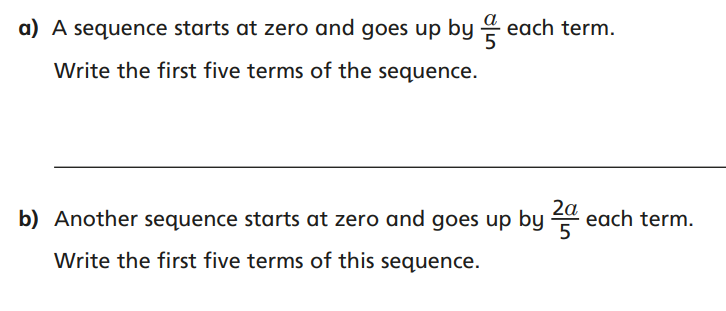 a) A sequence starts at zero and goes up by a/5 each term.
Write the first five terms of the sequence.
b) Another sequence starts at zero and goes up by 2a/5 each term.
Write the first five terms of this sequence.